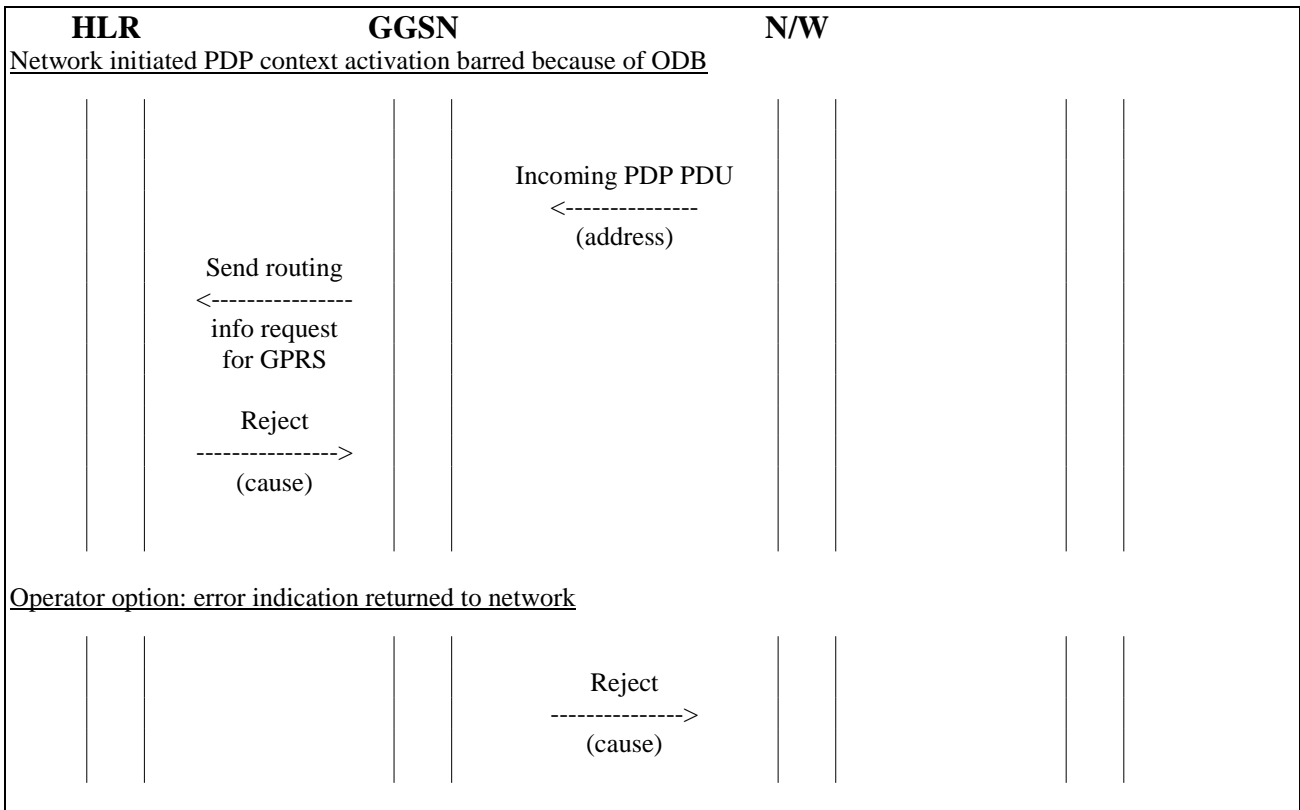 HLR GGSN N/W
Network initiated PDP context activation barred because of ODB
Incoming PDP PDU
<---------------
(address)
Send routing
<----------------
info request
for GPRS
Reject
---------------->
(cause)
Operator option: error indication returned to network
Reject
--------------->
(cause)